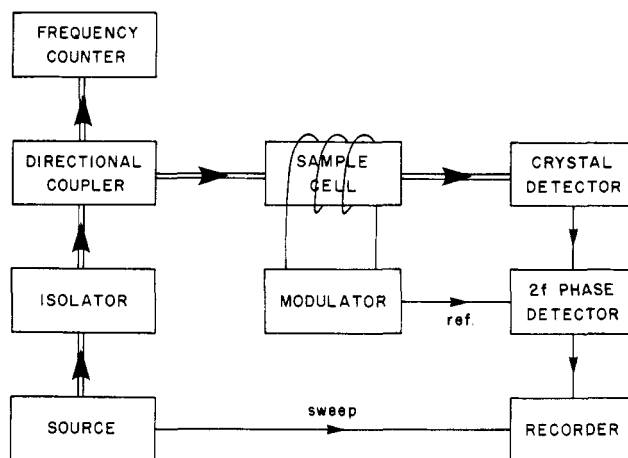 FREQUENCY
COUNTER
DIRECTIONAL
COUPLER
SAMPLE
CELL
CRYSTAL
DETECTOR
ISOLATOR
MODULATOR
ref.
2f PHASE
DETECTOR
SOURCE
sweep
RECORDER